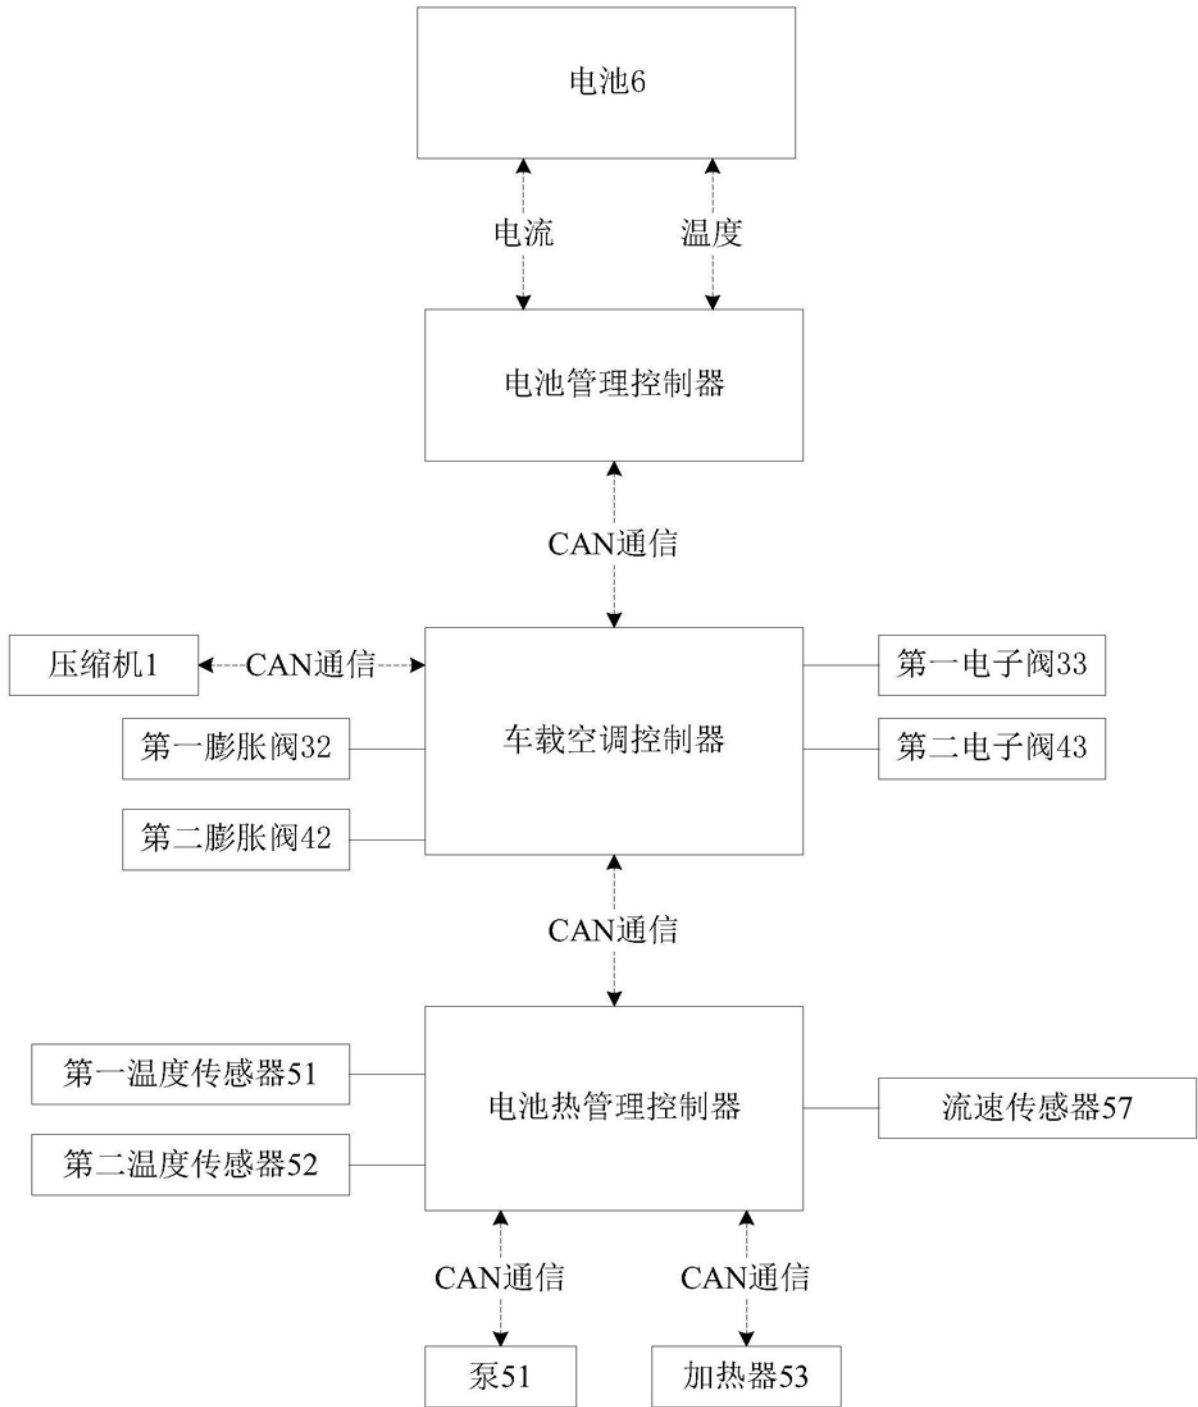 电池6
电流
温度
电池管理控制器
CAN通信
压缩机1
CAN通信
第一电子阀33
第一膨胀阀32
车载空调控制器
第二电子阀43
第二膨胀阀42
CAN通信
第一温度传感器51
电池热管理控制器
流速传感器57
第二温度传感器52
CAN通信
CAN通信
泵51
加热器53